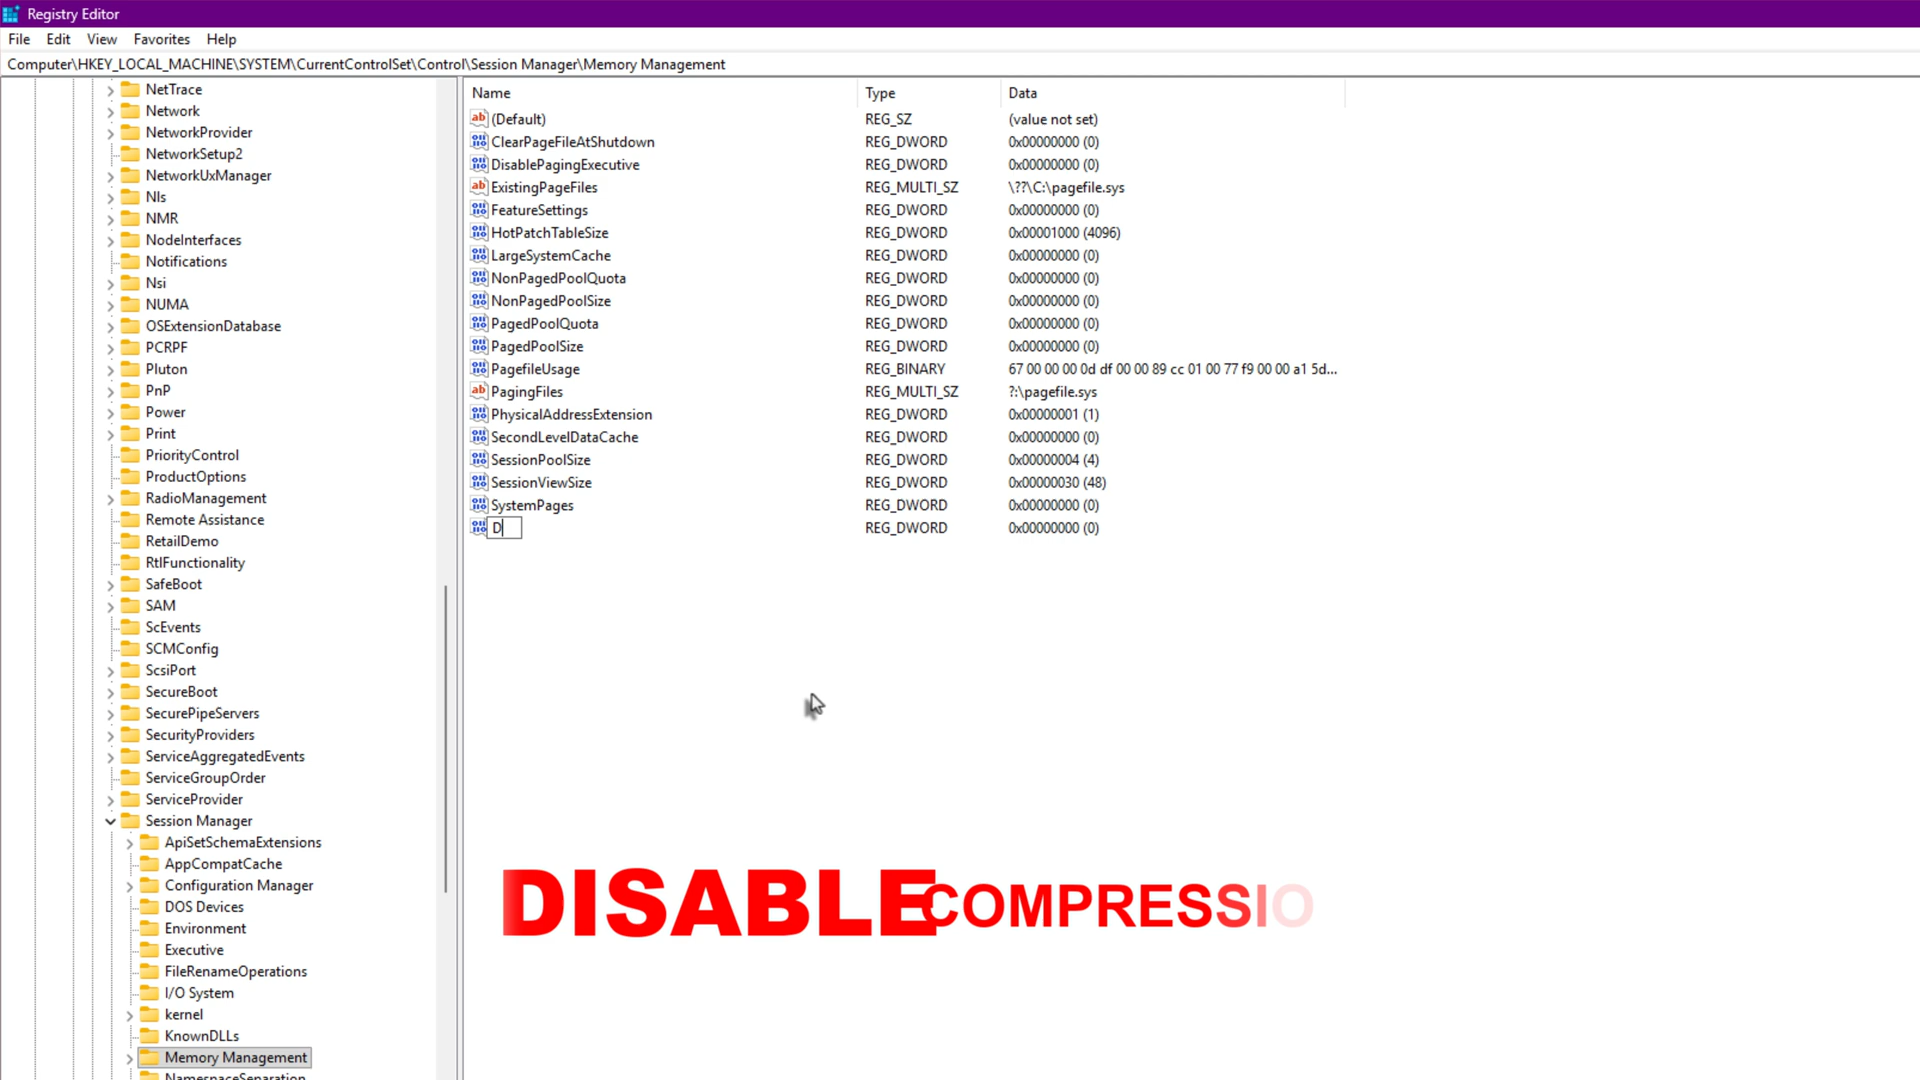 Registry Editor
File Edit View Favorites Help
Computer\HKEY_LOCAL_MACHINE\SYSTEM\CurrentControlSet\Control\Session Manager\Memory Management
NetTrace
Network
NetworkProvider
NetworkSetup2
NetworkUxManager
Nls
NMR
NodeInterfaces
Notifications
Nsi
NUMA
OSExtensionDatabase
PCRPF
Pluton
PnP
Power
Print
PriorityControl
ProductOptions
RadioManagement
Remote Assistance
RetailDemo
RtlFunctionality
SafeBoot
SAM
ScEvents
SCMConfig
ScsiPort
SecureBoot
SecurePipeServers
SecurityProviders
ServiceAggregatedEvents
ServiceGroupOrder
ServiceProvider
Session Manager
ApiSetSchemaExtensions
AppCompatCache
Configuration Manager
DOS Devices
Environment
Executive
FileRenameOperations
I/O System
kernel
KnownDLLs
Memory Management
NamespaceSeparation
Name Type Data
(Default) REG_SZ (value not set)
ClearPageFileAtShutdown REG_DWORD 0x00000000 (0)
DisablePagingExecutive REG_DWORD 0x00000000 (0)
ExistingPageFiles REG_MULTI_SZ \??\C:\pagefile.sys
FeatureSettings REG_DWORD 0x00000000 (0)
HotPatchTableSize REG_DWORD 0x00001000 (4096)
LargeSystemCache REG_DWORD 0x00000000 (0)
NonPagedPoolQuota REG_DWORD 0x00000000 (0)
NonPagedPoolSize REG_DWORD 0x00000000 (0)
PagedPoolQuota REG_DWORD 0x00000000 (0)
PagedPoolSize REG_DWORD 0x00000000 (0)
PagefileUsage REG_BINARY 67 00 00 00 0d df 00 00 89 cc 01 00 77 f9 00 00 a1 5d...
PagingFiles REG_MULTI_SZ ?:\pagefile.sys
PhysicalAddressExtension REG_DWORD 0x00000001 (1)
SecondLevelDataCache REG_DWORD 0x00000000 (0)
SessionPoolSize REG_DWORD 0x00000004 (4)
SessionViewSize REG_DWORD 0x00000030 (48)
SystemPages REG_DWORD 0x00000000 (0)
D REG_DWORD 0x00000000 (0)
DISABLECOMPRESSIO